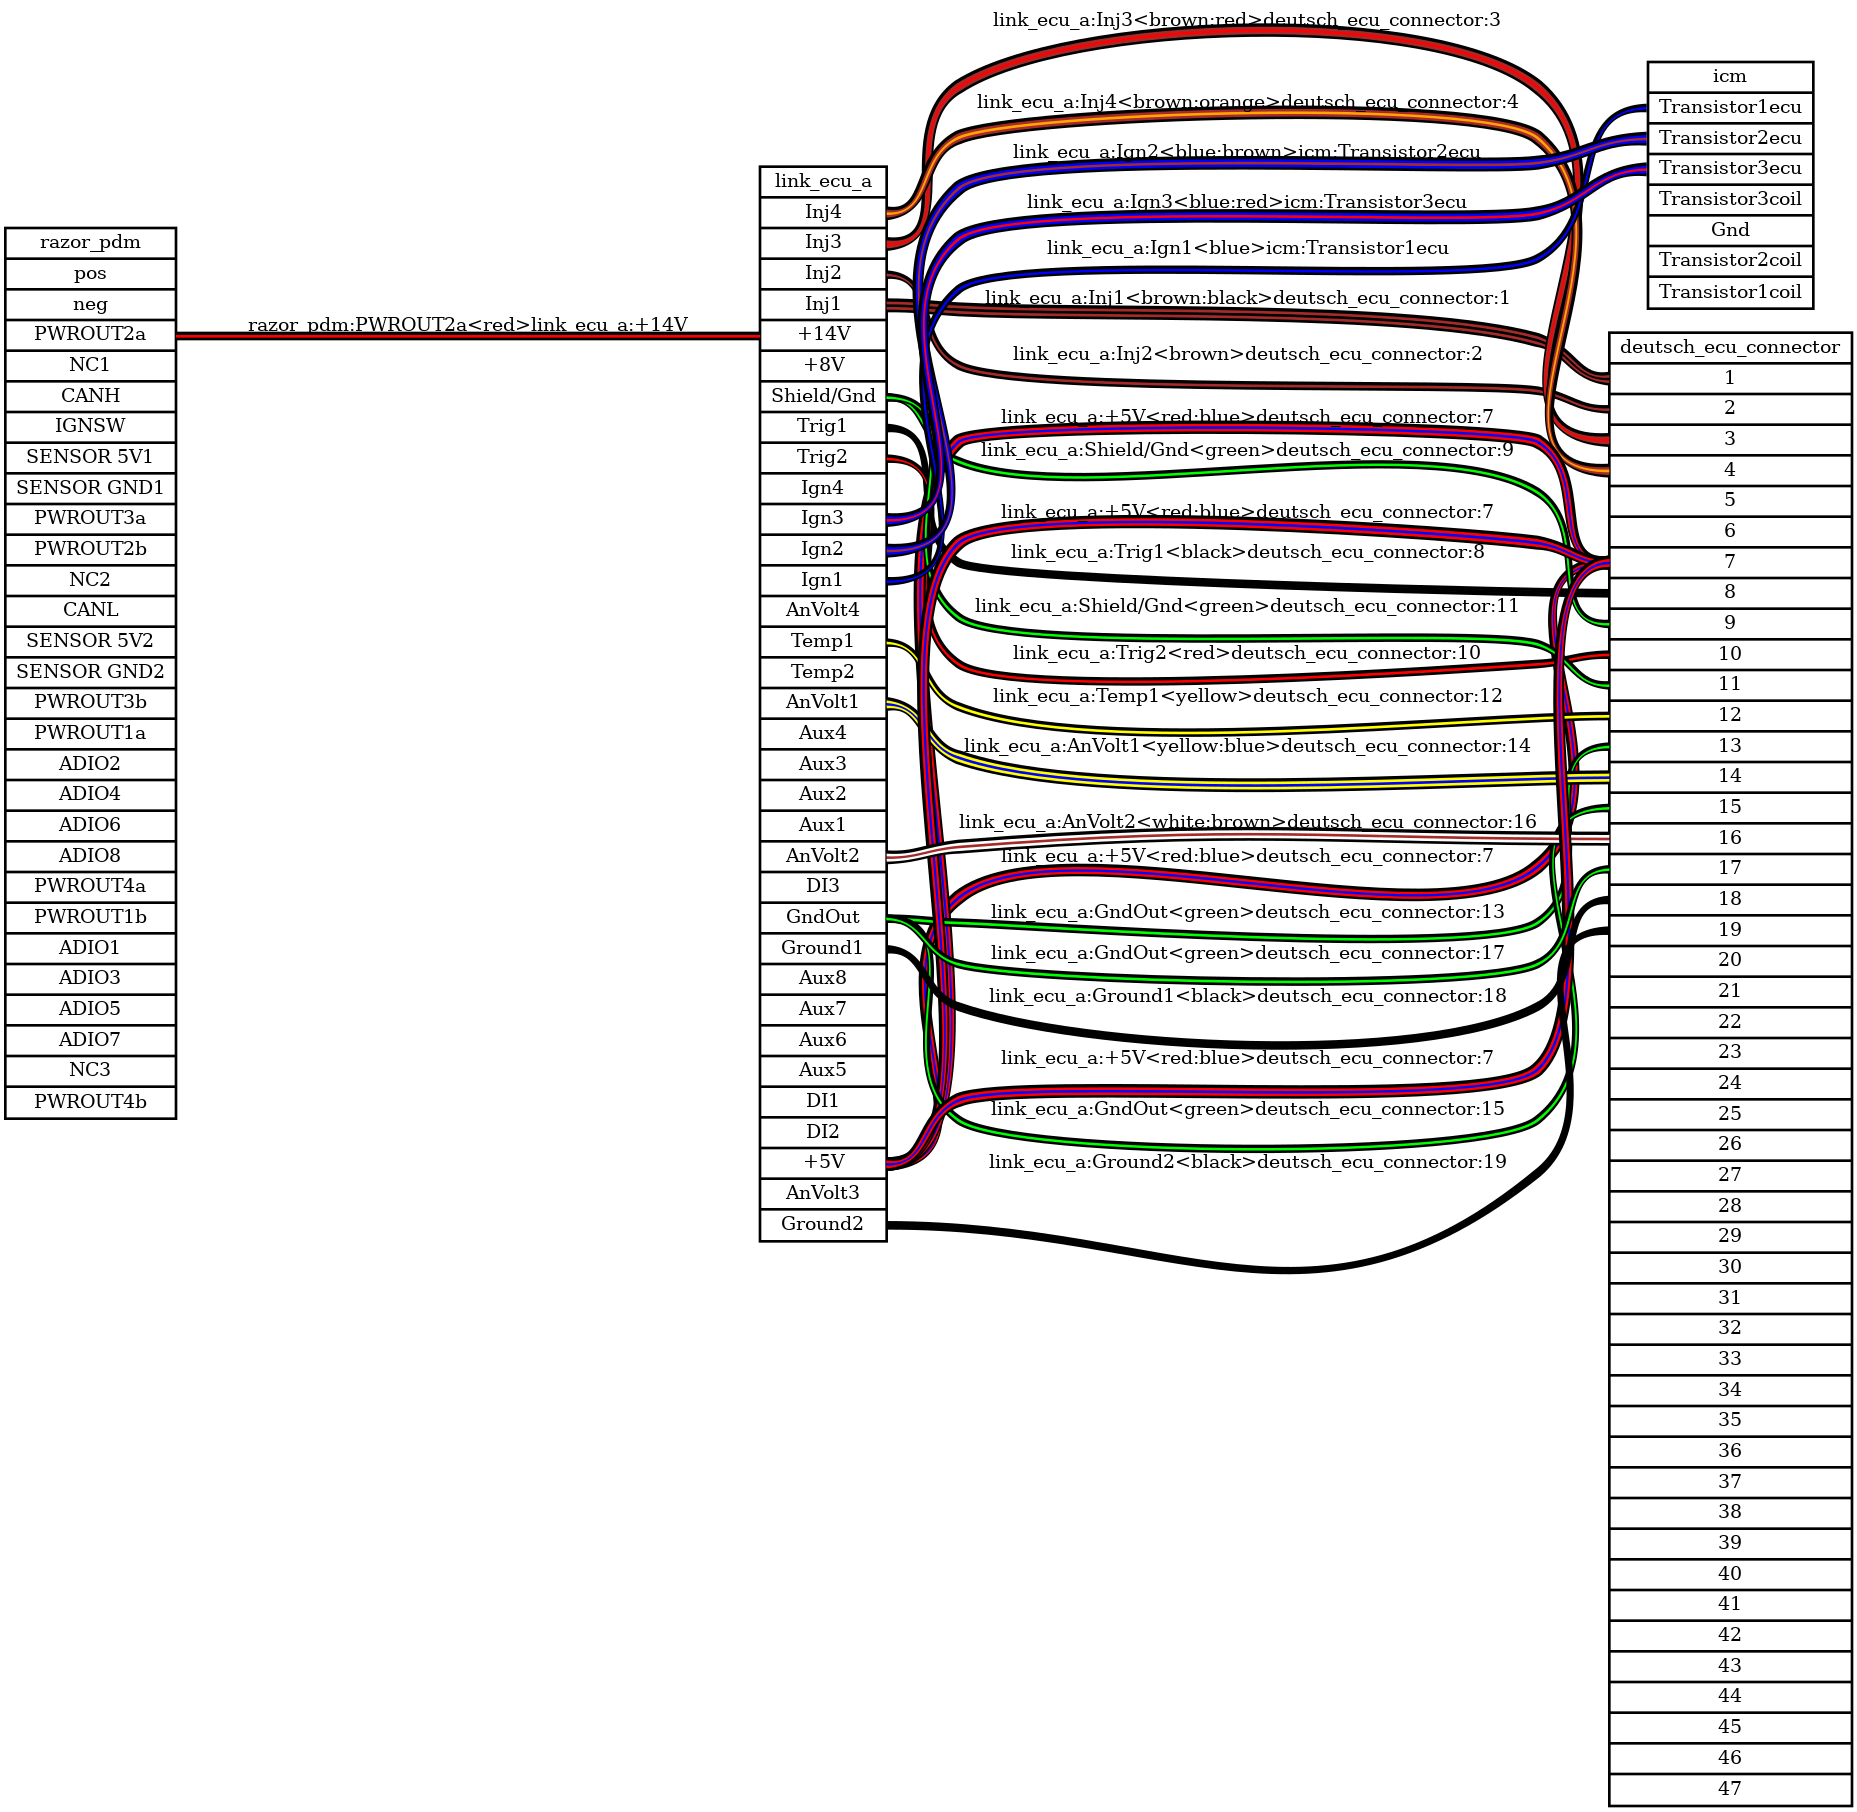 razor_pdm
pos
neg
PWROUT2a
NC1
CANH
IGNSW
SENSOR 5V1
SENSOR GND1
PWROUT3a
PWROUT2b
NC2
CANL
SENSOR 5V2
SENSOR GND2
PWROUT3b
PWROUT1a
ADIO2
ADIO4
ADIO6
ADIO8
PWROUT4a
PWROUT1b
ADIO1
ADIO3
ADIO5
ADIO7
NC3
PWROUT4b
razor_pdm:PWROUT2a<red>link_ecu_a:+14V
link_ecu_a
Inj4
Inj3
Inj2
Inj1
+14V
+8V
Shield/Gnd
Trig1
Trig2
Ign4
Ign3
Ign2
Ign1
AnVolt4
Temp1
Temp2
AnVolt1
Aux4
Aux3
Aux2
Aux1
AnVolt2
DI3
GndOut
Ground1
Aux8
Aux7
Aux6
Aux5
DI1
DI2
+5V
AnVolt3
Ground2
link_ecu_a:Inj3<brown:red>deutsch_ecu_connector:3
link_ecu_a:Inj4<brown:orange>deutsch_ecu_connector:4
link_ecu_a:Ign2<blue:brown>icm:Transistor2ecu
link_ecu_a:Ign3<blue:red>icm:Transistor3ecu
link_ecu_a:Ign1<blue>icm:Transistor1ecu
link_ecu_a:Inj1<brown:black>deutsch_ecu_connector:1
link_ecu_a:Inj2<brown>deutsch_ecu_connector:2
link_ecu_a:+5V<red:blue>deutsch_ecu_connector:7
link_ecu_a:Shield/Gnd<green>deutsch_ecu_connector:9
link_ecu_a:+5V<red:blue>deutsch_ecu_connector:7
link_ecu_a:Trig1<black>deutsch_ecu_connector:8
link_ecu_a:Shield/Gnd<green>deutsch_ecu_connector:11
link_ecu_a:Trig2<red>deutsch_ecu_connector:10
link_ecu_a:Temp1<yellow>deutsch_ecu_connector:12
link_ecu_a:AnVolt1<yellow:blue>deutsch_ecu_connector:14
link_ecu_a:AnVolt2<white:brown>deutsch_ecu_connector:16
link_ecu_a:+5V<red:blue>deutsch_ecu_connector:7
link_ecu_a:GndOut<green>deutsch_ecu_connector:13
link_ecu_a:GndOut<green>deutsch_ecu_connector:17
link_ecu_a:Ground1<black>deutsch_ecu_connector:18
link_ecu_a:+5V<red:blue>deutsch_ecu_connector:7
link_ecu_a:GndOut<green>deutsch_ecu_connector:15
link_ecu_a:Ground2<black>deutsch_ecu_connector:19
icm
Transistor1ecu
Transistor2ecu
Transistor3ecu
Transistor3coil
Gnd
Transistor2coil
Transistor1coil
deutsch_ecu_connector
1
2
3
4
5
6
7
8
9
10
11
12
13
14
15
16
17
18
19
20
21
22
23
24
25
26
27
28
29
30
31
32
33
34
35
36
37
38
39
40
41
42
43
44
45
46
47